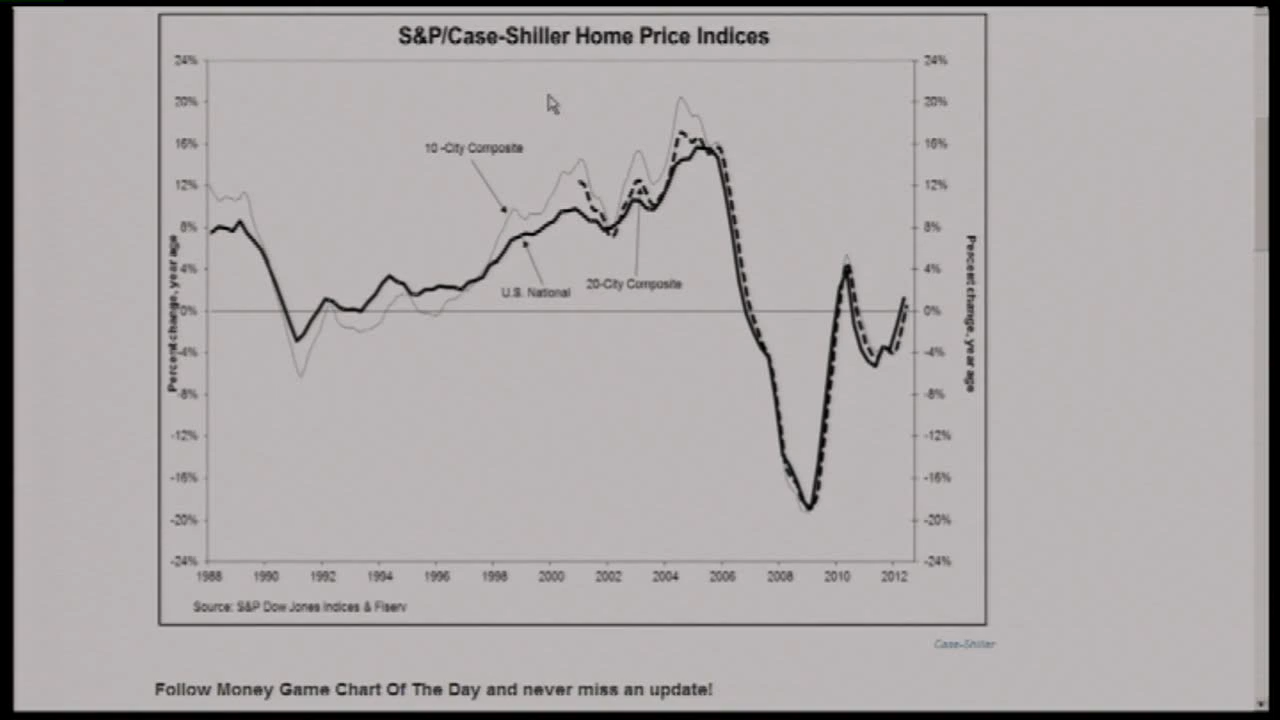 S&P/Case-Shiller Home Price Indices
24%
20%
16%
12%
8%
4%
0%
-4%
-8%
-12%
-16%
-20%
-24%
24%
20%
16%
12%
8%
4%
0%
-4%
-8%
-12%
-16%
-20%
-24%
Percent change, year ago
Percent change, year ago
10 -City Composite
U.S. National
20-City Composite
1988 1990 1992 1994 1996 1998 2000 2002 2004 2006 2008 2010 2012
Source: S&P Dow Jones Indices & Fiserv
Case-Shiller
Follow Money Game Chart Of The Day and never miss an update!